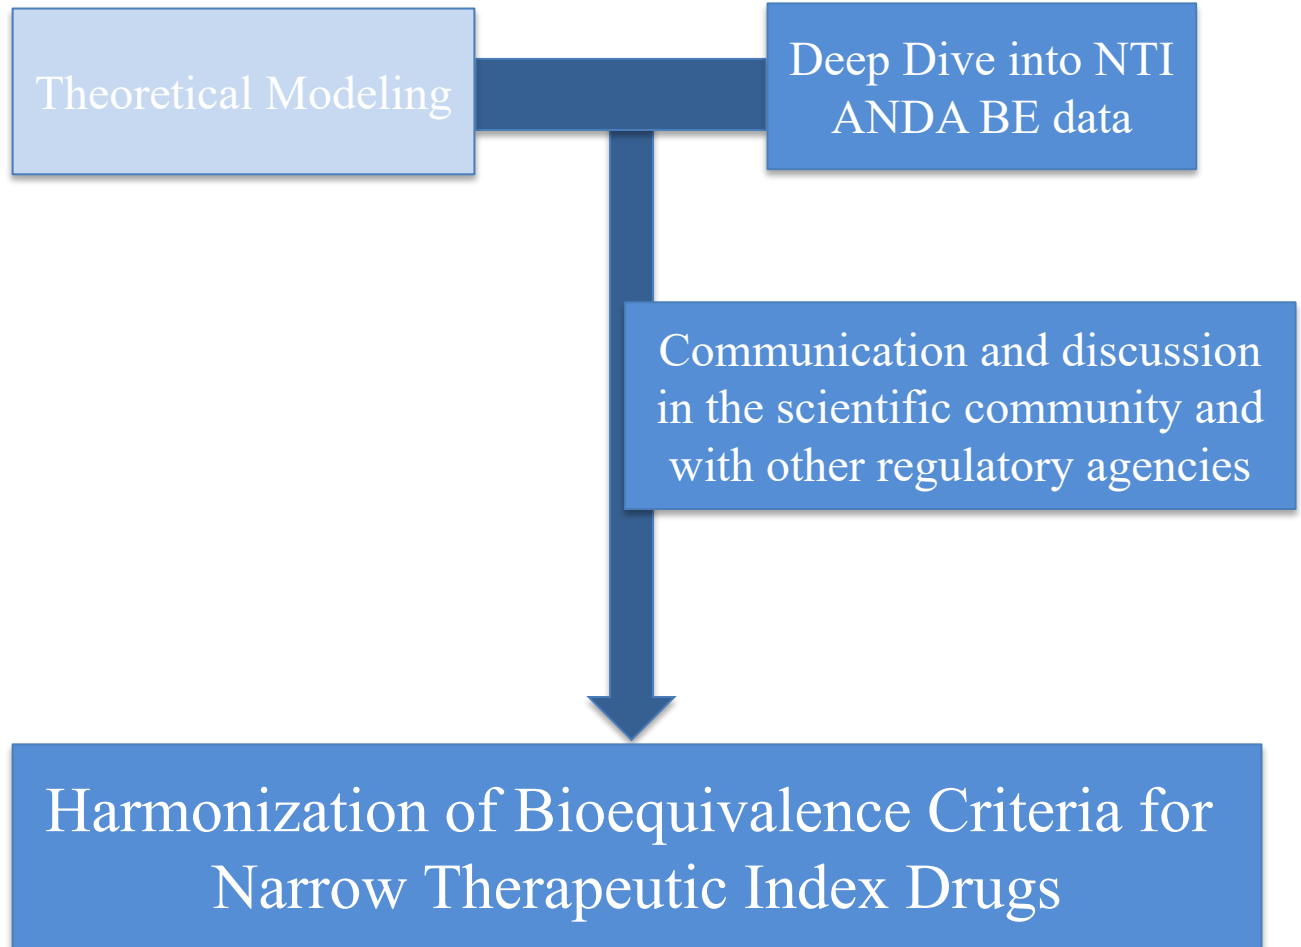 Theoretical Modeling
Deep Dive into NTI
ANDA BE data
Communication and discussion
in the scientific community and
with other regulatory agencies
Harmonization of Bioequivalence Criteria for
Narrow Therapeutic Index Drugs